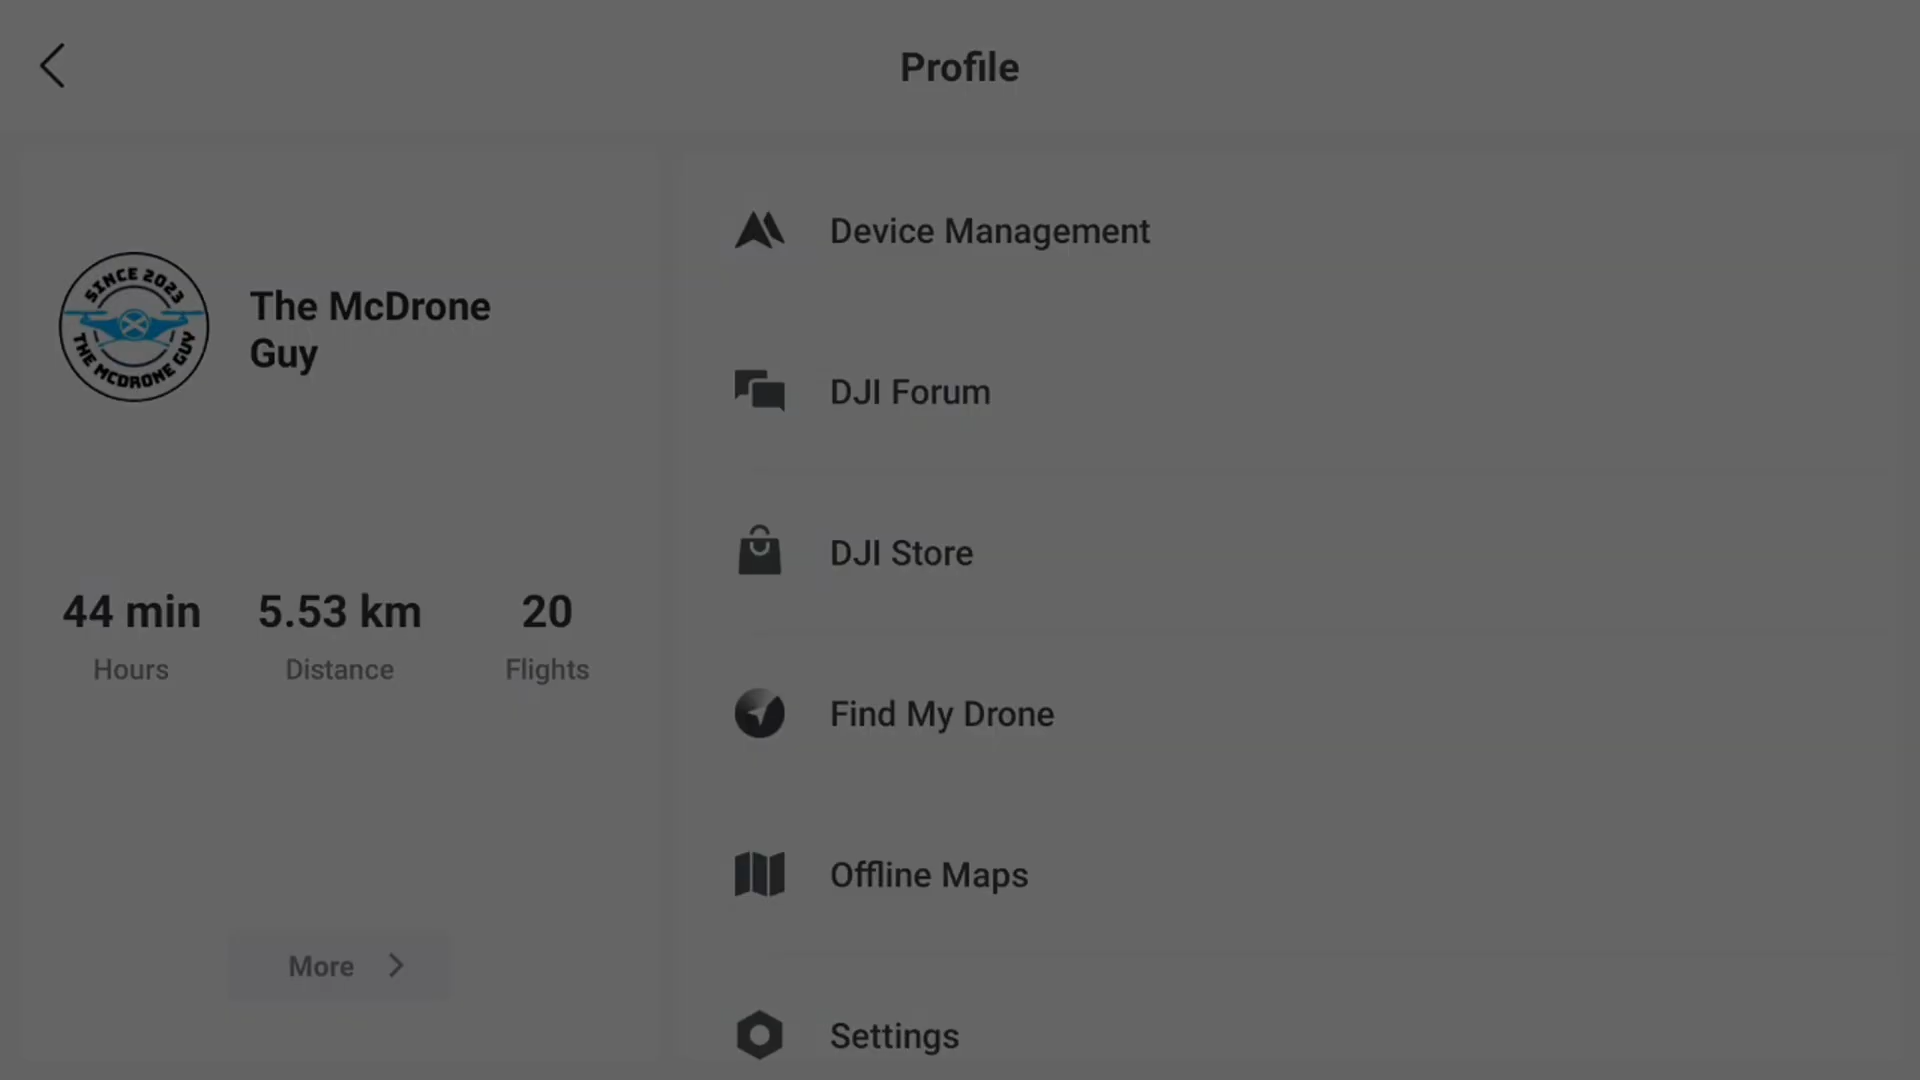 Profile
SINCE 2023
THE MCDRONE GUY
The McDrone
Guy
44 min
Hours
5.53 km
Distance
20
Flights
More
Device Management
DJI Forum
DJI Store
Find My Drone
Offline Maps
Settings